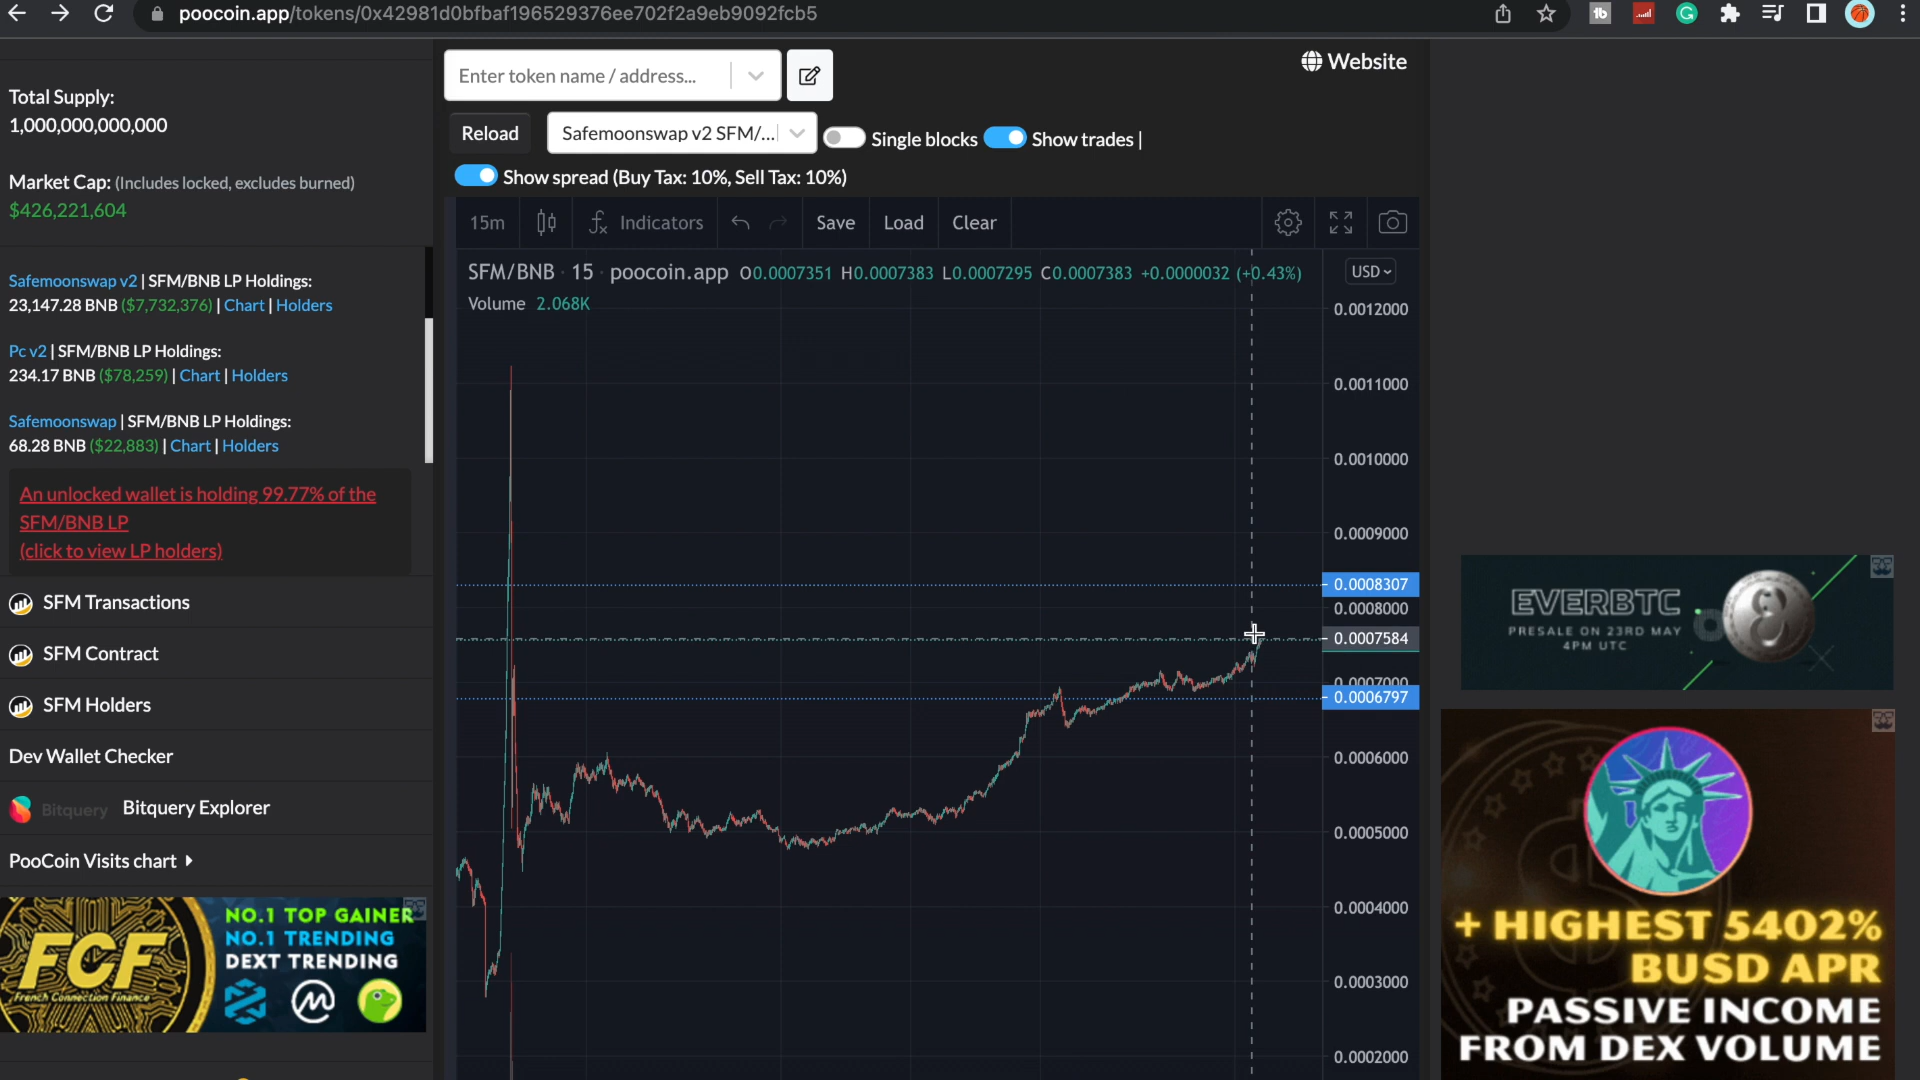 poocoin.app/tokens/0x42981d0bfbaf196529376ee702f2a9eb9092fcb5
Total Supply:
1,000,000,000,000
Market Cap: (Includes locked, excludes burned)
$426,221,604
Safemoonswap v2 | SFM/BNB LP Holdings:
23,147.28 BNB ($7,732,376) | Chart | Holders
Pc v2 | SFM/BNB LP Holdings:
234.17 BNB ($78,259) | Chart | Holders
Safemoonswap | SFM/BNB LP Holdings:
68.28 BNB ($22,883) | Chart | Holders
An unlocked wallet is holding 99.77% of the
SFM/BNB LP
(click to view LP holders)
SFM Transactions
SFM Contract
SFM Holders
Dev Wallet Checker
Bitquery Bitquery Explorer
PooCoin Visits chart
FCF
French Connection Finance
NO.1 TOP GAINER
NO.1 TRENDING
DEXT TRENDING
Enter token name / address...
Website
Reload
Safemoonswap v2 SFM/...
Single blocks
Show trades |
Show spread (Buy Tax: 10%, Sell Tax: 10%)
15m
Indicators
Save
Load
Clear
SFM/BNB · 15 · poocoin.app O0.0007351 H0.0007383 L0.0007295 C0.0007383 +0.0000032 (+0.43%)
USD
Volume 2.068K
0.0012000
0.0011000
0.0010000
0.0009000
0.0008307
0.0008000
0.0007584
0.0007000
0.0006797
0.0006000
0.0005000
0.0004000
0.0003000
0.0002000
EVERBTC
PRESALE ON 23RD MAY
4PM UTC
+ HIGHEST 5402%
BUSD APR
PASSIVE INCOME
FROM DEX VOLUME